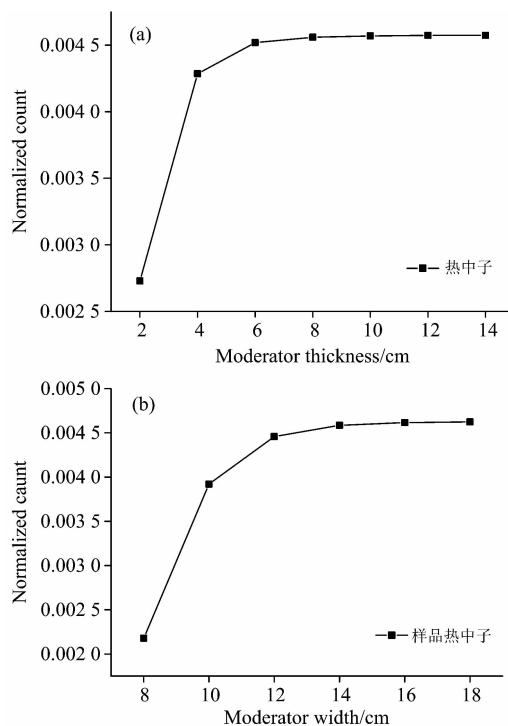 (a)
0.004 5
0.004 0
0.003 5
0.003 0
0.002 5
Normalized count
热中子
2 4 6 8 10 12 14
Moderator thickness/cm
(b)
0.005 0
0.004 5
0.004 0
0.003 5
0.003 0
0.002 5
0.002 0
Normalized caunt
样品热中子
8 10 12 14 16 18
Moderator width/cm